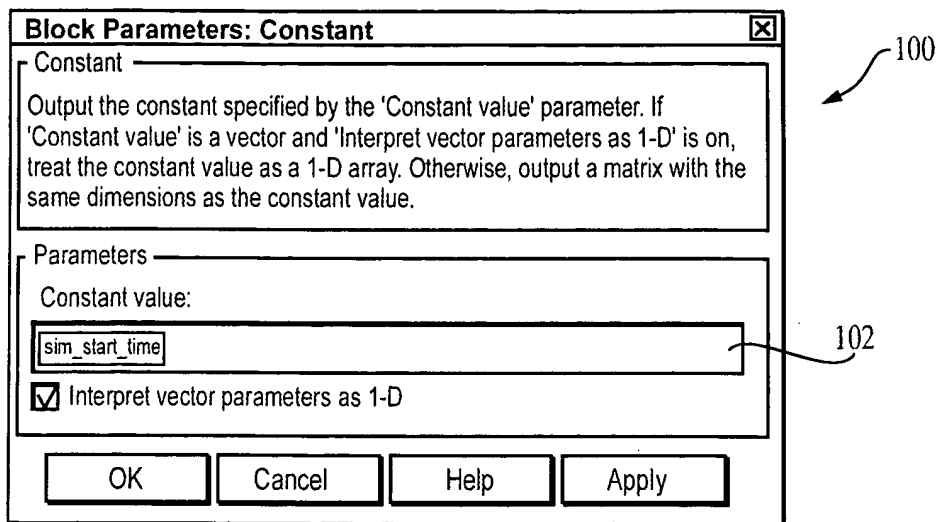 Block Parameters: Constant
100
Constant
Output the constant specified by the 'Constant value' parameter. If
'Constant value' is a vector and 'Interpret vector parameters as 1-D' is on,
treat the constant value as a 1-D array. Otherwise, output a matrix with the
same dimensions as the constant value.
Parameters
Constant value:
sim_start_time
102
Interpret vector parameters as 1-D
OK Cancel Help Apply